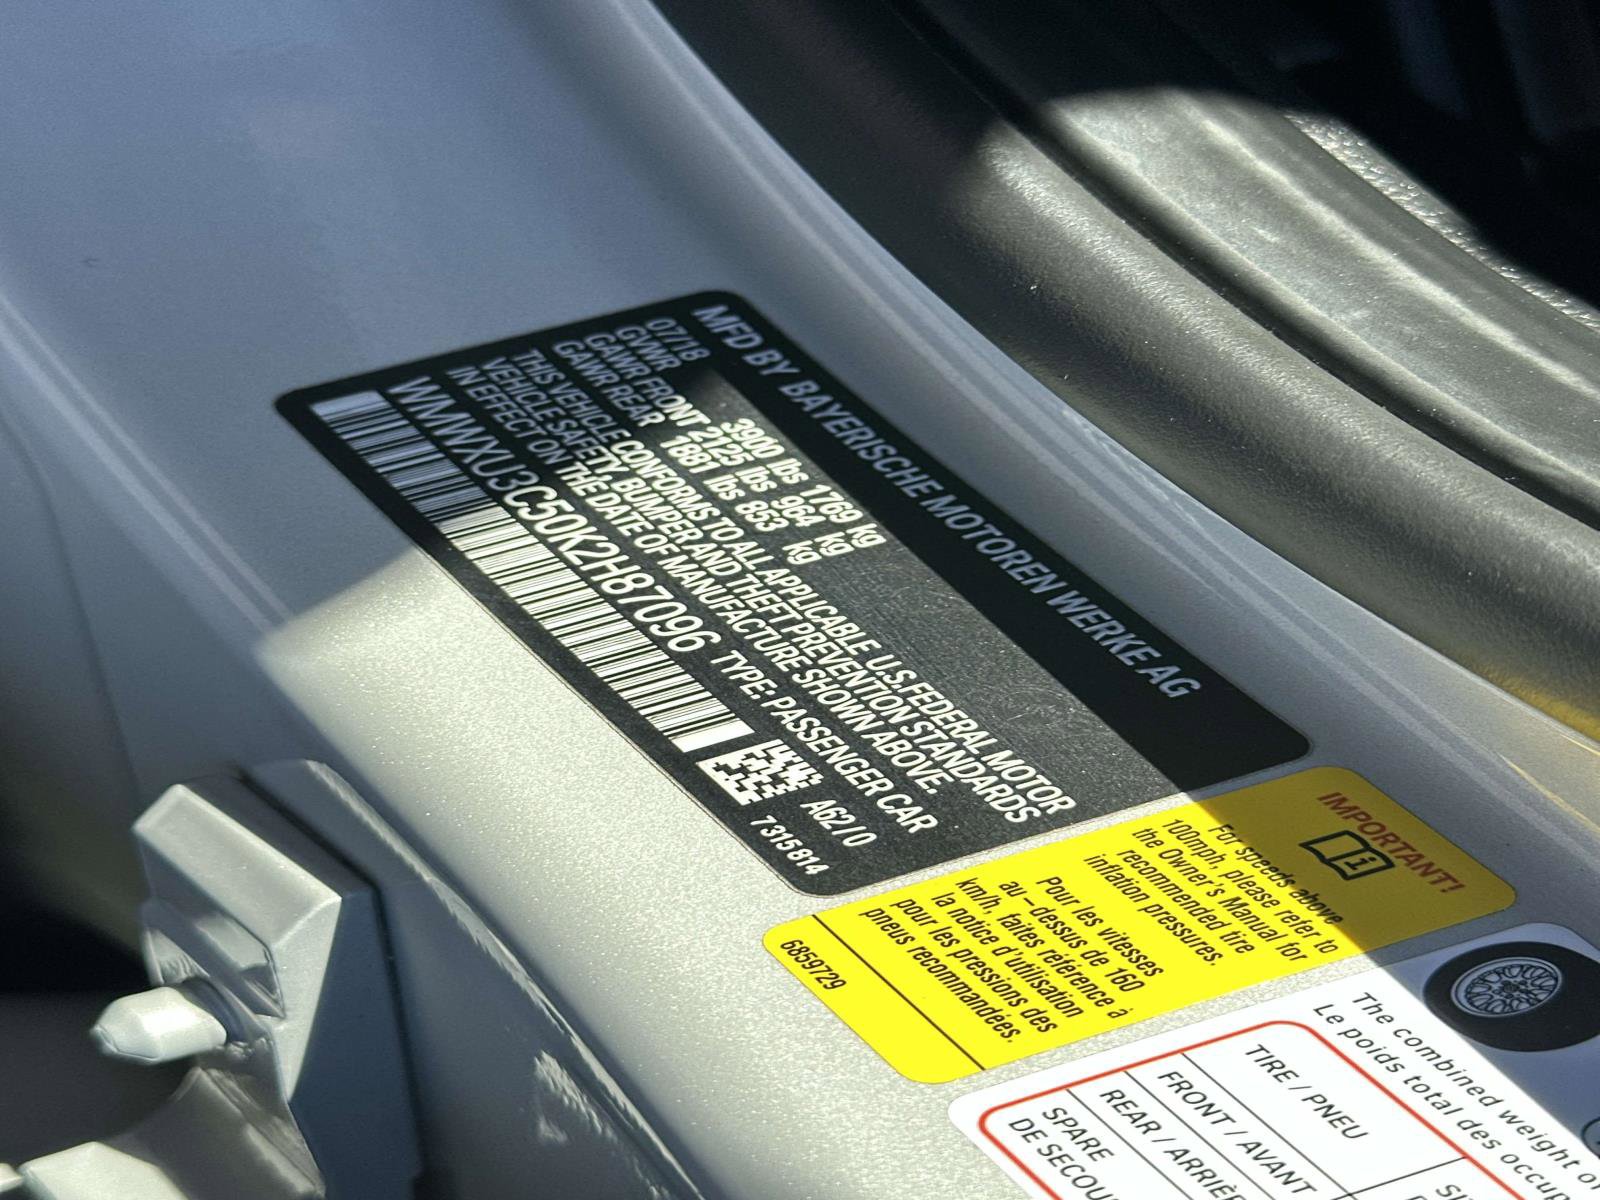 MFD BY BAYERISCHE MOTOREN WERKE AG
07/18
GVWR 3900 lbs 1769 kg
GAWR FRONT 2125 lbs 964 kg
GAWR REAR 1881 lbs 853 kg
THIS VEHICLE CONFORMS TO ALL APPLICABLE U.S.FEDERAL MOTOR
VEHICLE SAFETY, BUMPER AND THEFT PREVENTION STANDARDS
IN EFFECT ON THE DATE OF MANUFACTURE SHOWN ABOVE.
WMWXU3C50K2H87096 TYPE: PASSENGER CAR
A62/0
7315814
IMPORTANT!
For speeds above
100mph, please refer to
the Owner's Manual for
recommended tire
inflation pressures.
Pour les vitesses
au-dessus de 160
km/h, faites référence à
la notice d'utilisation
pour les pressions des
pneus recommandées.
6859729
The combined weight of
Le poids total des occu
TIRE / PNEU
FRONT / AVANT
REAR / ARRIÈ
SPARE
DE SECOU